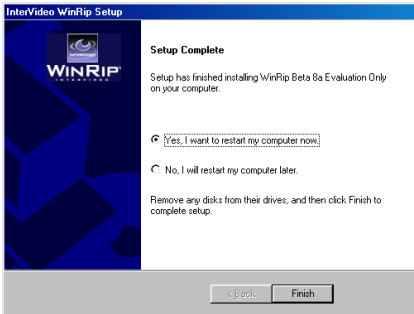 InterVideo WinRip Setup
INTERVIDEO
WINRIP
INTERVIDEO
Setup Complete
Setup has finished installing WinRip Beta 8a Evaluation Only
on your computer.
Yes, I want to restart my computer now.
No, I will restart my computer later.
Remove any disks from their drives, and then click Finish to
complete setup.
< Back
Finish